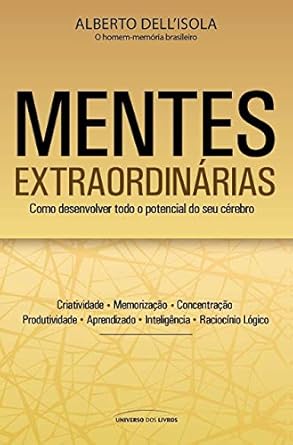 ALBERTO DELL'ISOLA
O homem-memória brasileiro
MENTES
EXTRAORDINÁRIAS
Como desenvolver todo o potencial do seu cérebro
Criatividade • Memorização • Concentração
Produtividade • Aprendizado • Inteligência • Raciocínio Lógico
UNIVERSO DOS LIVROS